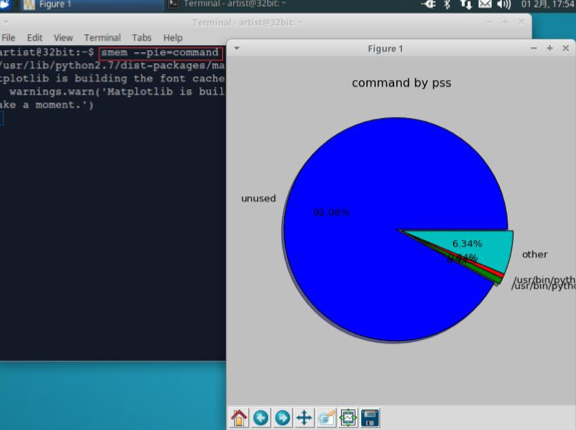 Figure 1
Terminal - artist@32bit: ~
01 2月, 17:54
Terminal - artist@32bit: ~
File Edit View Terminal Tabs Help
artist@32bit:~$ smem --pie=command
/usr/lib/python2.7/dist-packages/ma
tplotlib is building the font cache
warnings.warn('Matplotlib is buil
ake a moment.')
Figure 1
command by pss
unused
92.08%
6.34%
other
/usr/bin/pyth
/usr/bin/pytho